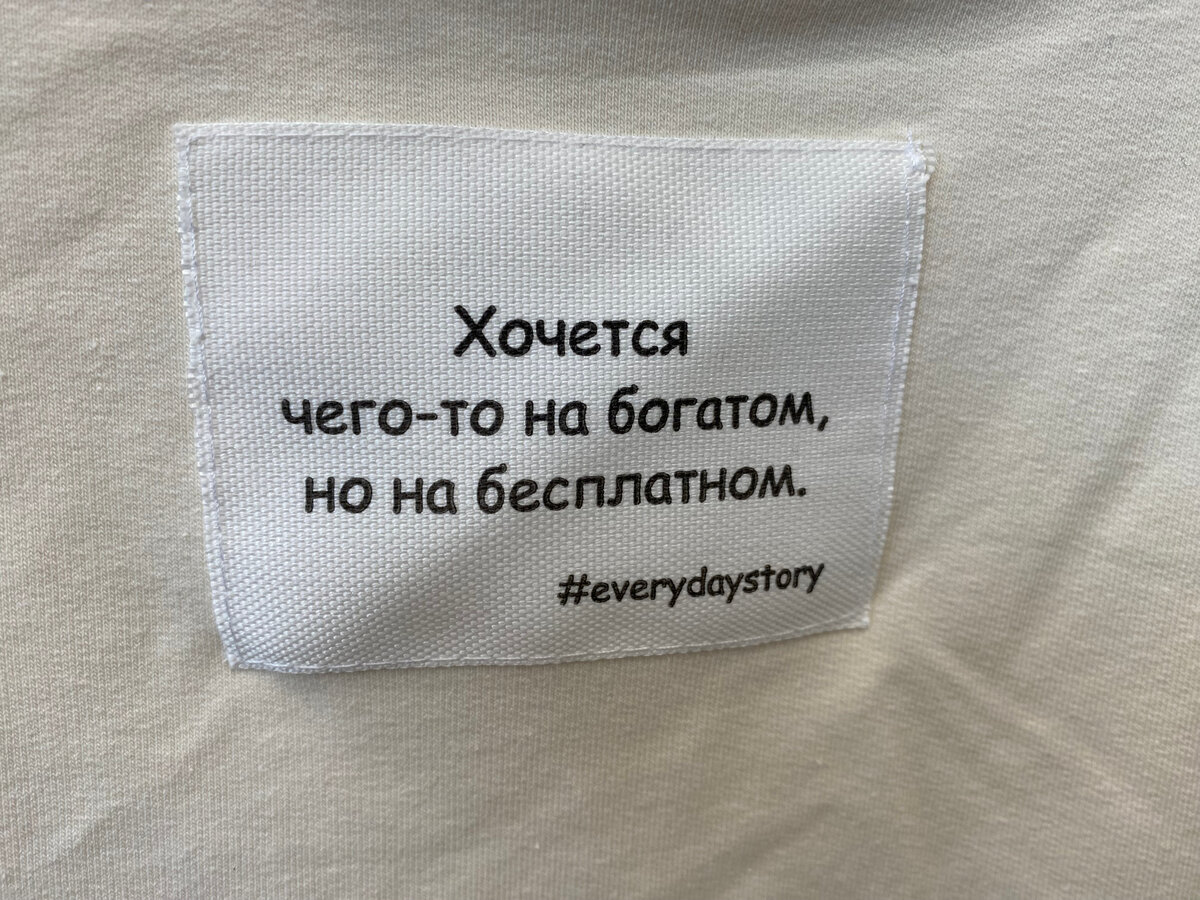 Хочется
чего-то на богатом,
но на бесплатном.
#everydaystory